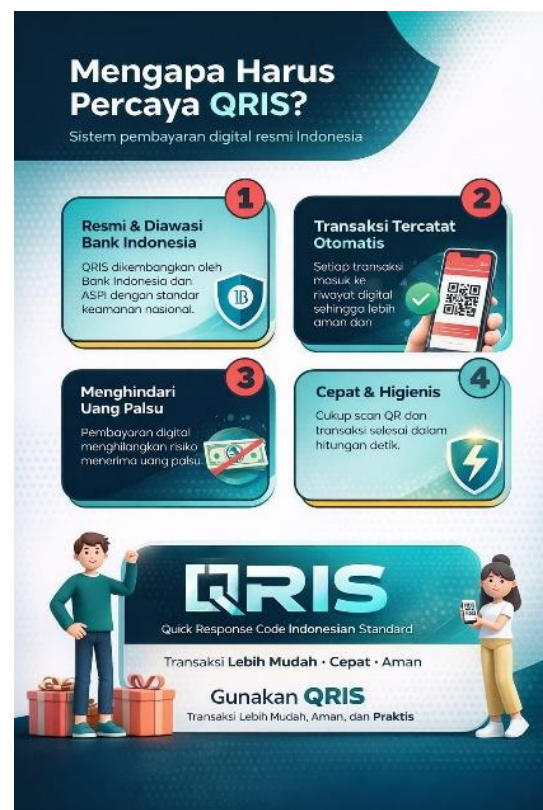 Mengapa Harus
Percaya QRIS?
Sistem pembayaran digital resmi Indonesia
1
Resmi & Diawasi
Bank Indonesia
QRIS dikembangkan oleh
Bank Indonesia dan
ASPI dengan standar
keamanan nasional.
2
Transaksi Tercatat
Otomatis
Setiap transaksi
masuk ke
riwayat digital
sehingga lebih
aman dan
3
Menghindari
Uang Palsu
Pembayaran digital
menghilangkan risiko
menerima uang palsu.
4
Cepat & Higienis
Cukup scan QR dan
transaksi selesai dalam
hitungan detik.
QRIS
Quick Response Code Indonesian Standard
Transaksi Lebih Mudah • Cepat • Aman
Gunakan QRIS
Transaksi Lebih Mudah, Aman, dan Praktis